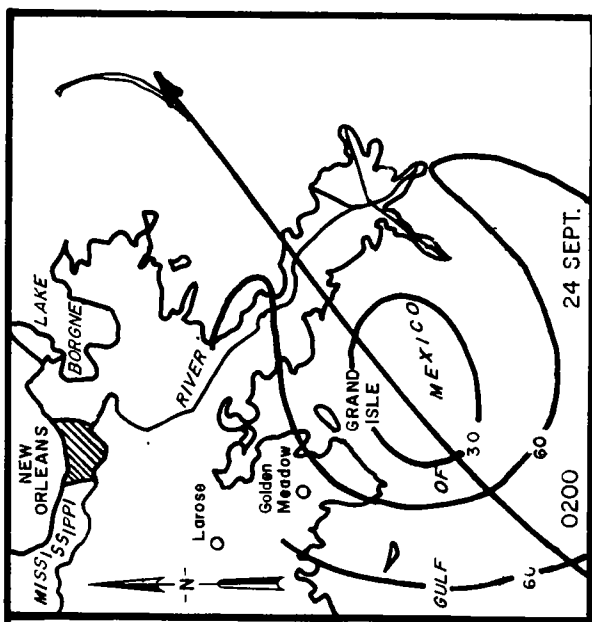 LAKE
BORGNE
NEW
ORLEANS
MISSISSIPPI
RIVER
Larose
Golden
Meadow
-N-
GRAND
ISLE
GULF OF MEXICO
30
60
60
0200
24 SEPT.